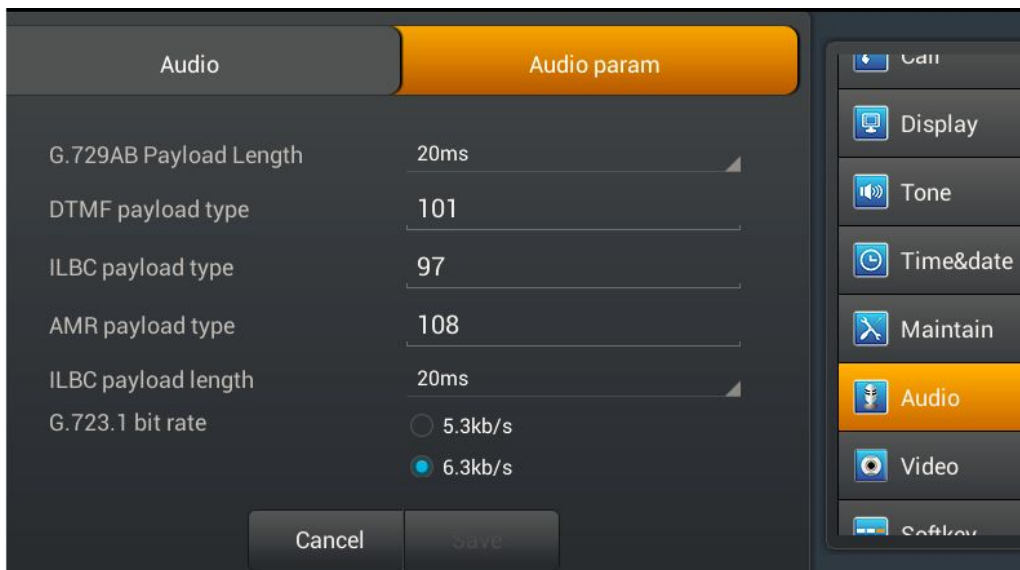 Audio
Audio param
G.729AB Payload Length 20ms
DTMF payload type 101
ILBC payload type 97
AMR payload type 108
ILBC payload length 20ms
G.723.1 bit rate 5.3kb/s
6.3kb/s
Cancel Save
Call
Display
Tone
Time&date
Maintain
Audio
Video
Softkey